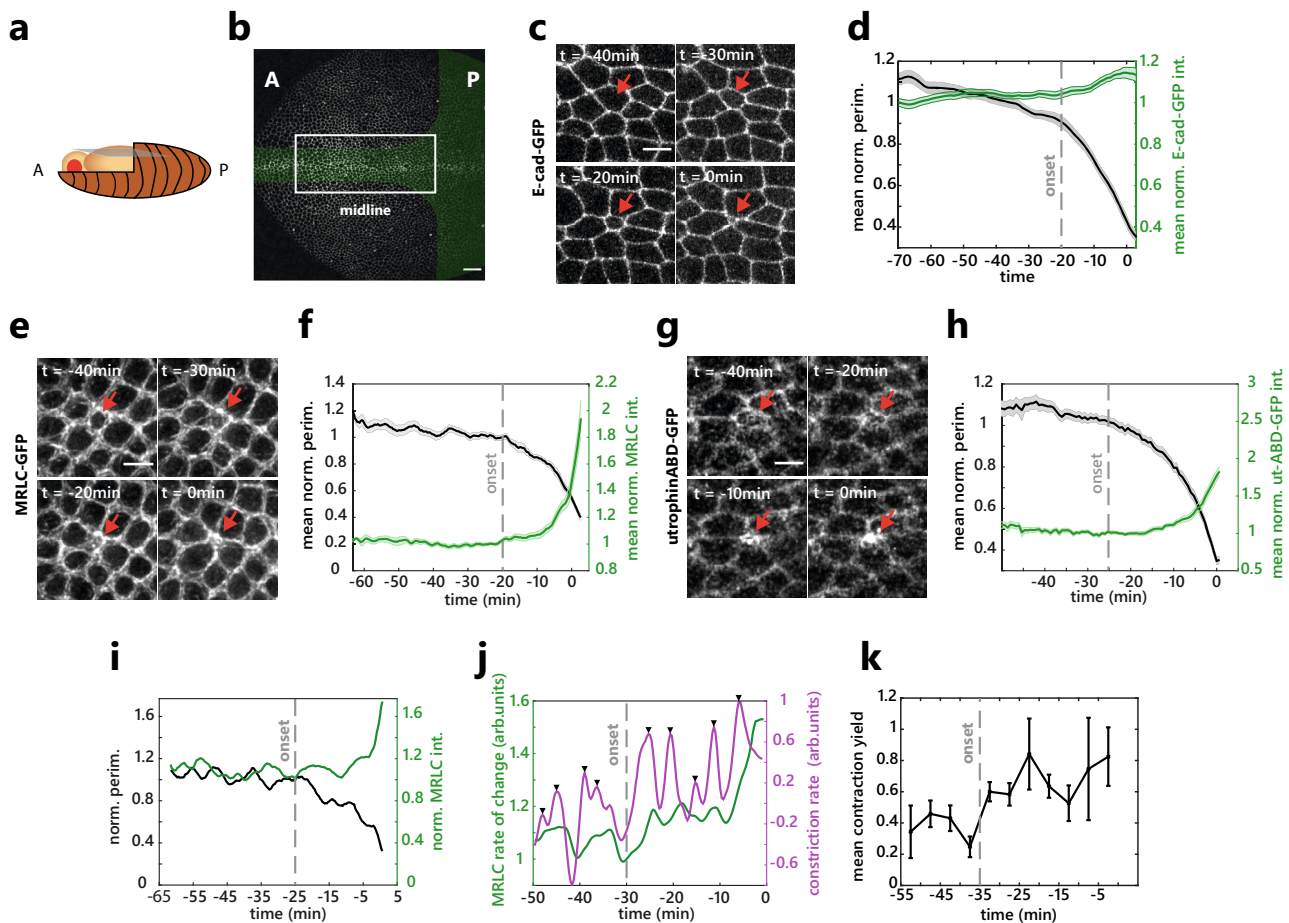 a
A
P
b
A
P
midline
c
E-cad-GFP
t = -40min
t = -30min
t = -20min
t = 0min
d
mean norm. perim.
1.2
1
0.8
0.6
0.4
onset
-70 -60 -50 -40 -30 -20 -10 0
time
1.2
1
0.8
0.6
0.4
mean norm. E-cad-GFP int.
e
MRLC-GFP
t = -40min
t = -30min
t = -20min
t = 0min
f
mean norm. perim.
1.4
1.2
1
0.8
0.6
0.4
0.2
0
onset
-60 -50 -40 -30 -20 -10 0
time (min)
2.2
2
1.8
1.6
1.4
1.2
1
0.8
mean norm. MRLC int.
g
utrophinABD-GFP
t = -40min
t = -20min
t = -10min
t = 0min
h
mean norm. perim.
1.2
1
0.8
0.6
0.4
onset
-40 -30 -20 -10 0
time (min)
3
2.5
2
1.5
1
0.5
mean norm. ut-ABD-GFP int.
i
norm. perim.
1.6
1.2
1.0
0.8
0.4
0
onset
-65 -55 -45 -35 -25 -15 -5 5
time (min)
1.6
1.2
0.8
0.4
0
norm. MRLC int.
j
MRLC rate of change (arb.units)
1.6
1.4
1.2
1
onset
-50 -40 -30 -20 -10 0
time (min)
1
0.6
0.2
-0.2
-0.6
constriction rate (arb.units)
k
mean contraction yield
1.2
1
0.8
0.6
0.4
0.2
0
onset
-55 -45 -35 -25 -15 -5
time (min)